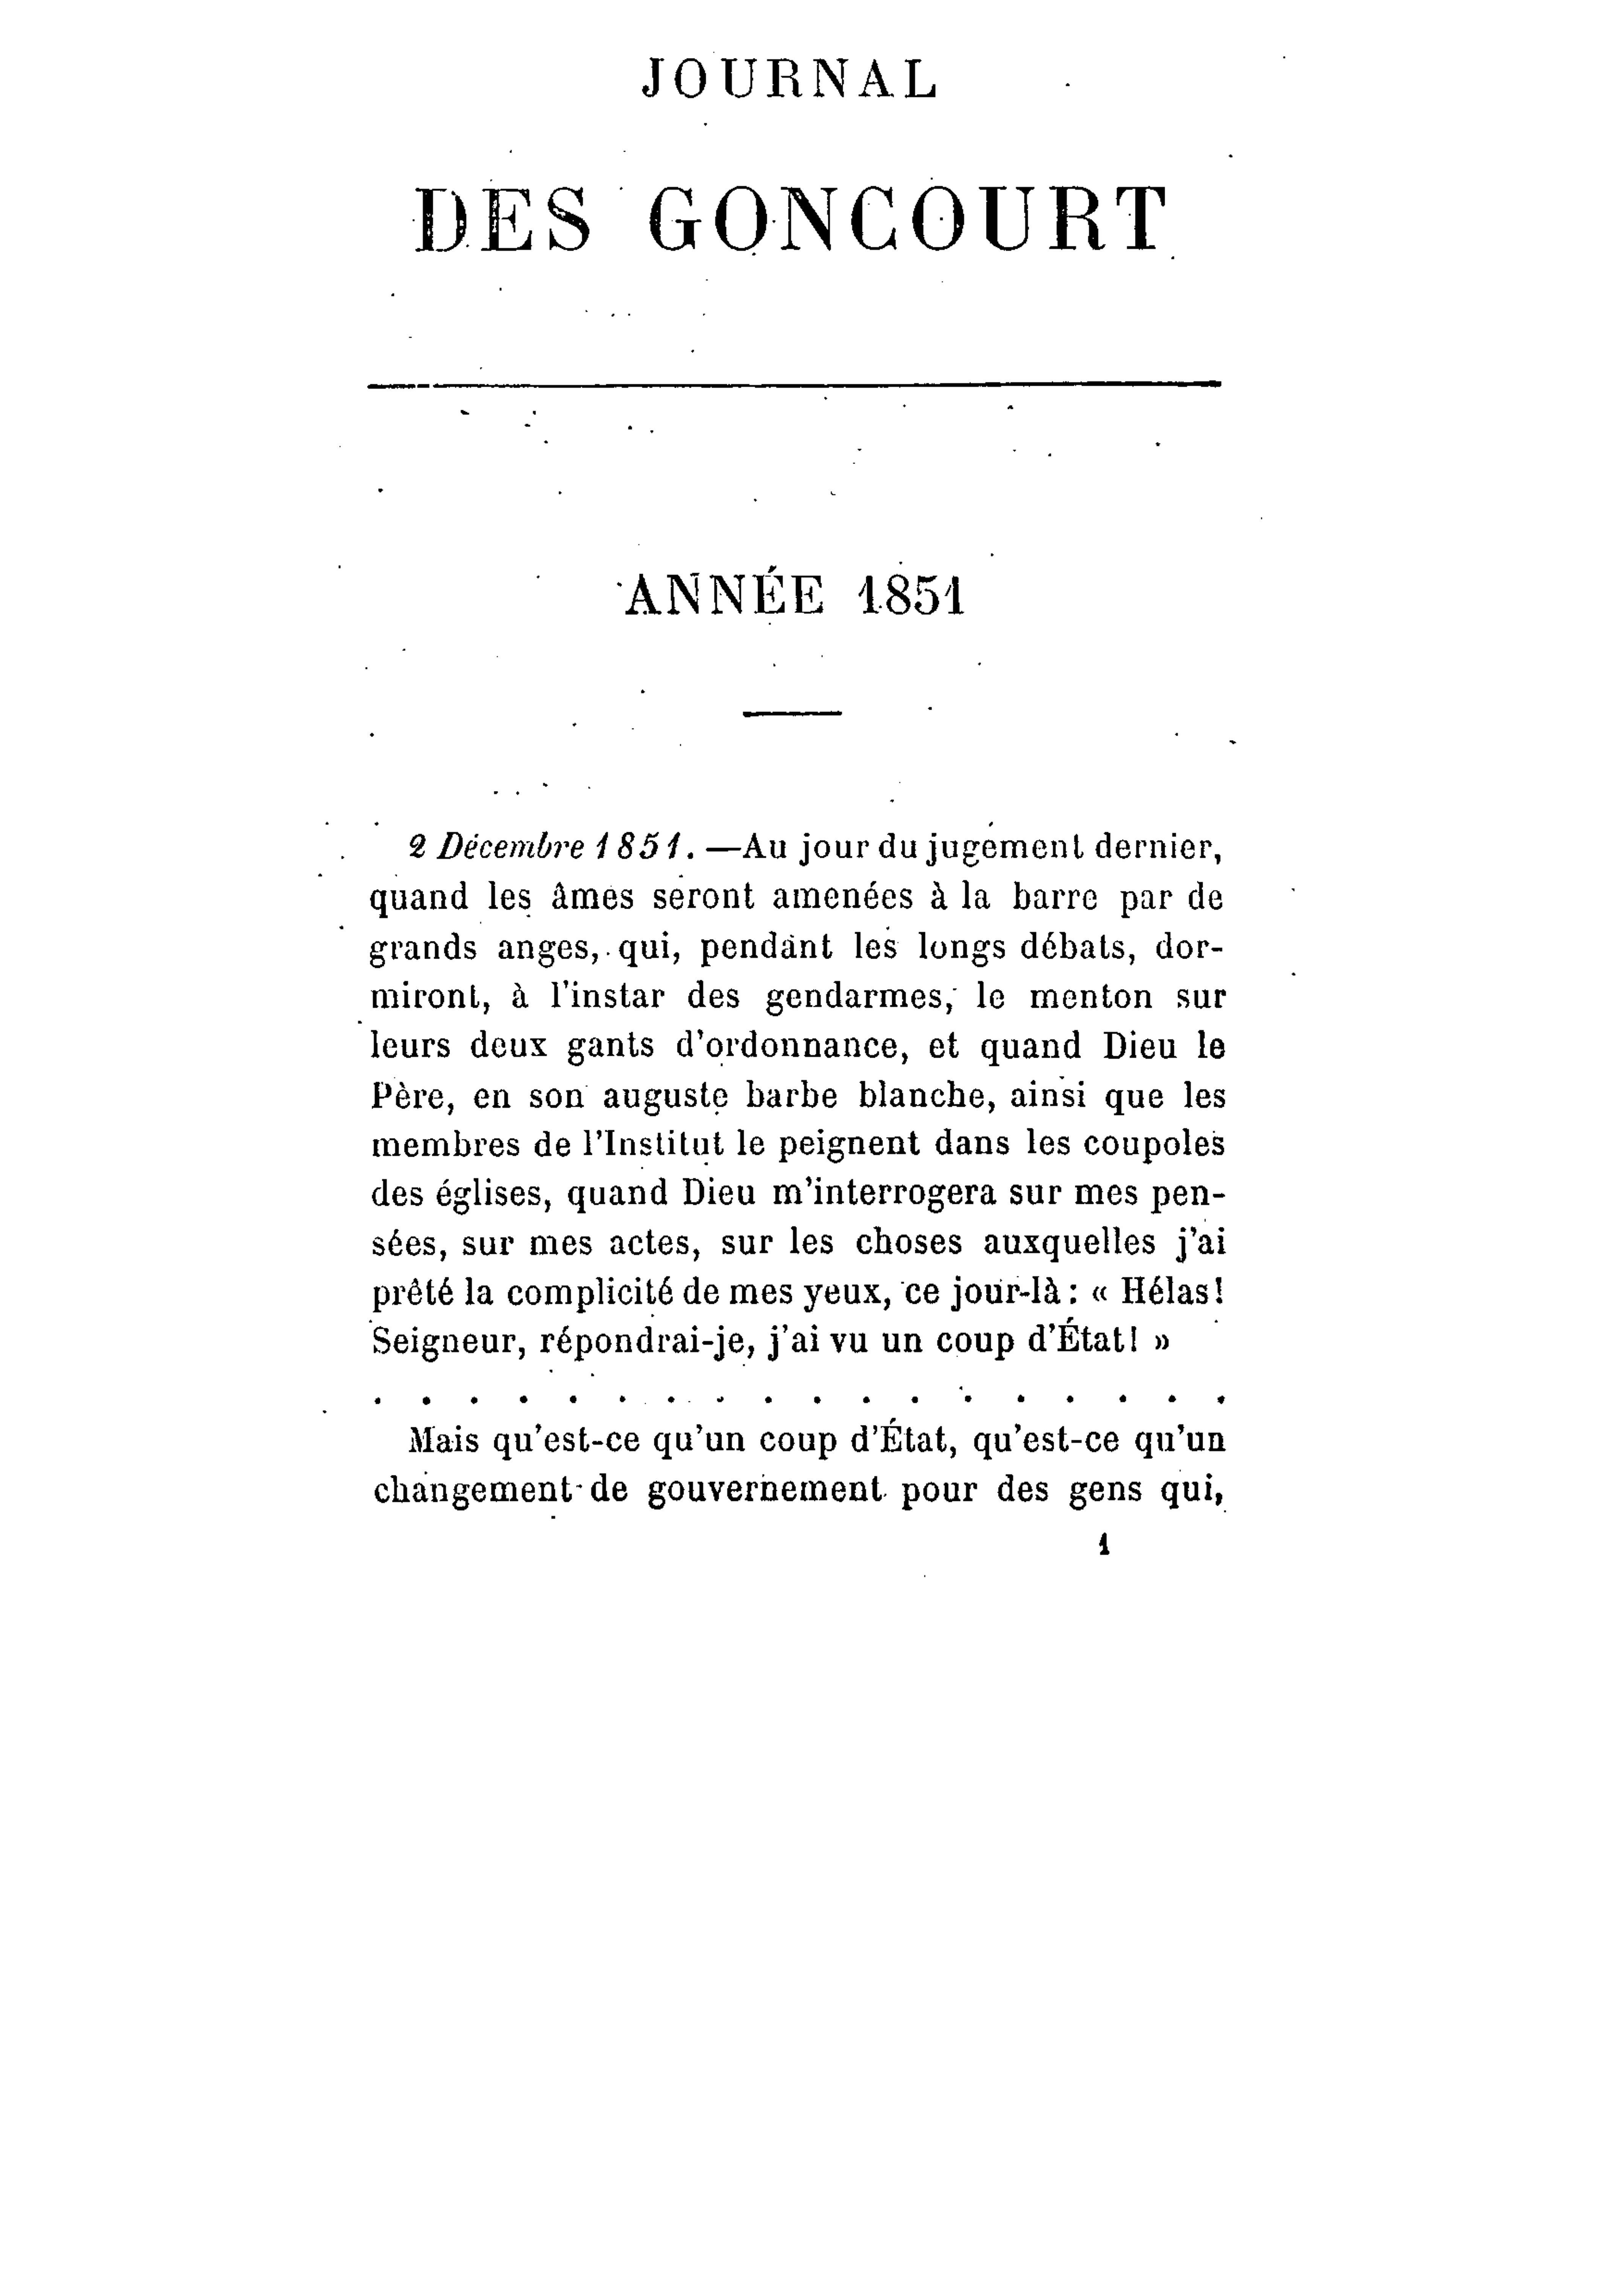 JOURNAL
DES GONCOURT
ANNÉE 1851
2 Décembre 1851. — Au jour du jugement dernier,
quand les âmes seront amenées à la barre par de
grands anges, qui, pendant les longs débats, dor-
miront, à l'instar des gendarmes, le menton sur
leurs deux gants d'ordonnance, et quand Dieu le
Père, en son auguste barbe blanche, ainsi que les
membres de l'Institut le peignent dans les coupoles
des églises, quand Dieu m'interrogera sur mes pen-
sées, sur mes actes, sur les choses auxquelles j'ai
prêté la complicité de mes yeux, ce jour-là : « Hélas!
Seigneur, répondrai-je, j'ai vu un coup d'État! »
. . . . . . . . . . . . . . . . . .
Mais qu'est-ce qu'un coup d'État, qu'est-ce qu'un
changement de gouvernement pour des gens qui,
1